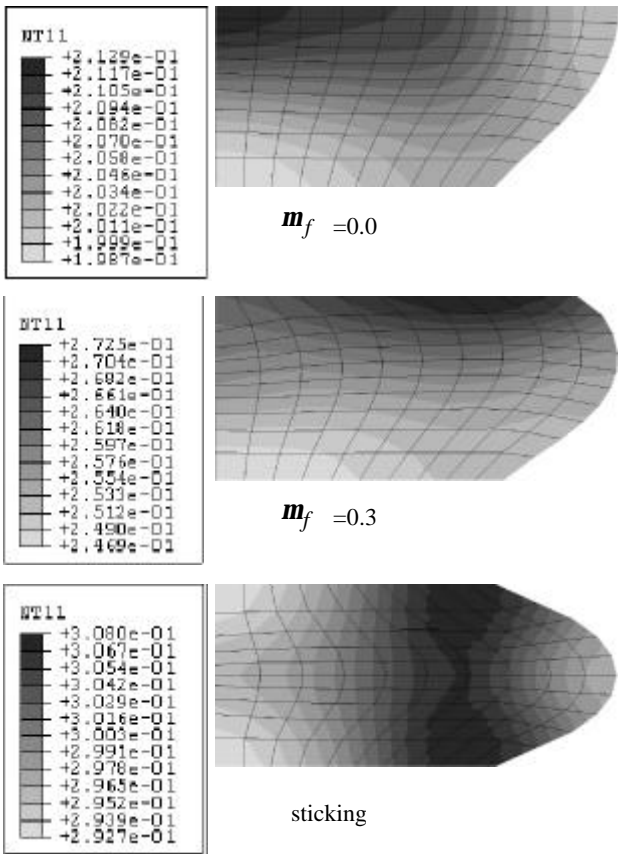 NT11
+2.129e-01
+2.117e-01
+2.105e-01
+2.094e-01
+2.082e-01
+2.070e-01
+2.058e-01
+2.046e-01
+2.034e-01
+2.022e-01
+2.011e-01
+1.999e-01
+1.987e-01
m_f =0.0
NT11
+2.725e-01
+2.704e-01
+2.682e-01
+2.661e-01
+2.640e-01
+2.618e-01
+2.597e-01
+2.576e-01
+2.554e-01
+2.533e-01
+2.512e-01
+2.490e-01
+2.469e-01
m_f =0.3
NT11
+3.080e-01
+3.067e-01
+3.054e-01
+3.042e-01
+3.029e-01
+3.016e-01
+3.003e-01
+2.991e-01
+2.978e-01
+2.965e-01
+2.952e-01
+2.939e-01
+2.927e-01
sticking